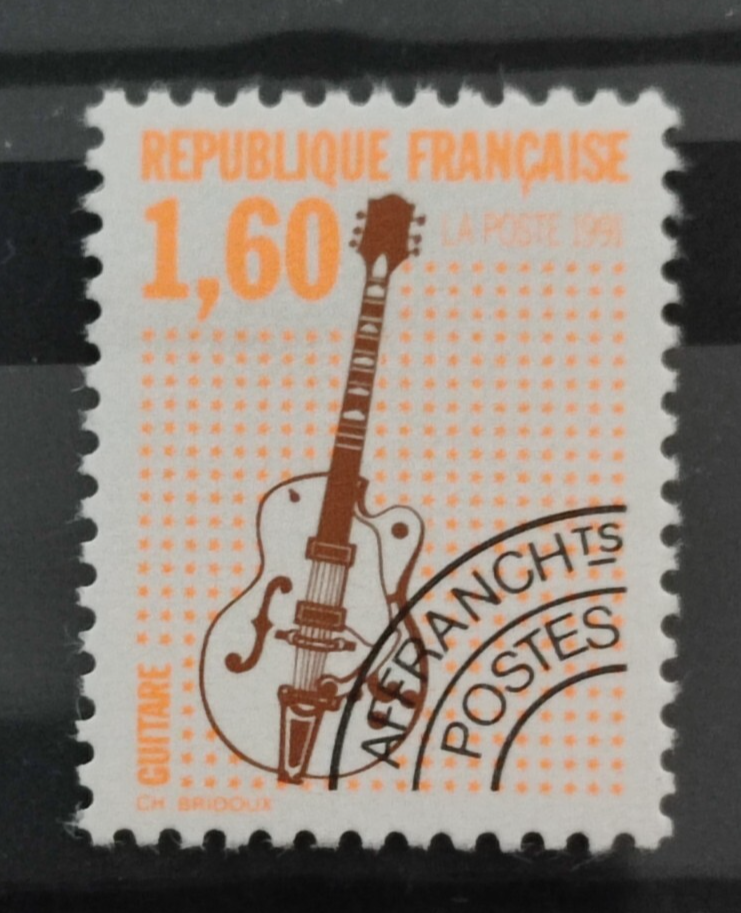 REPUBLIQUE FRANÇAISE
1,60
LA POSTE 1991
GUITARE
AFFRANCHTS
POSTES
CH BRIDOUX